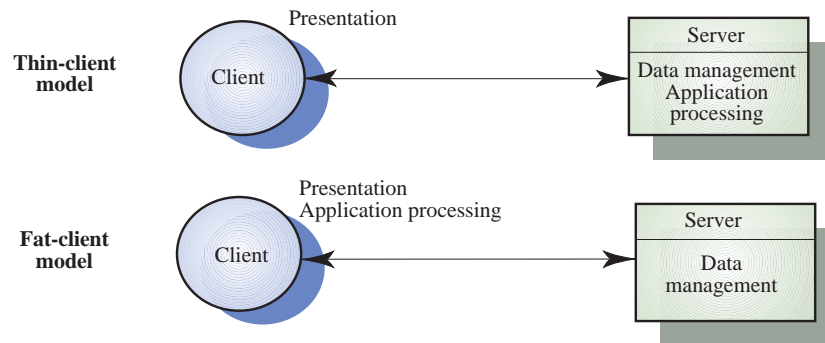 Presentation
Thin-client
model
Client
Server
Data management
Application
processing
Presentation
Application processing
Fat-client
model
Client
Server
Data
management